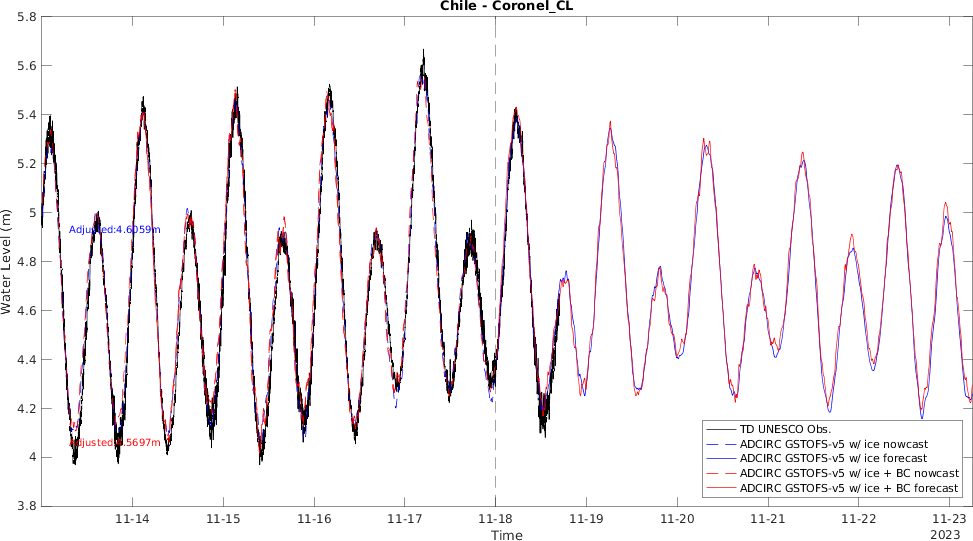 Chile - Coronel_CL
5.8
5.6
5.4
5.2
5
4.8
4.6
4.4
4.2
4
3.8
Water Level (m)
Adjusted:4.6059m
Adjusted:4.5697m
TD UNESCO Obs.
ADCIRC GSTOFS-v5 w/ ice nowcast
ADCIRC GSTOFS-v5 w/ ice forecast
ADCIRC GSTOFS-v5 w/ ice + BC nowcast
ADCIRC GSTOFS-v5 w/ ice + BC forecast
11-14 11-15 11-16 11-17 11-18 11-19 11-20 11-21 11-22 11-23
Time
2023